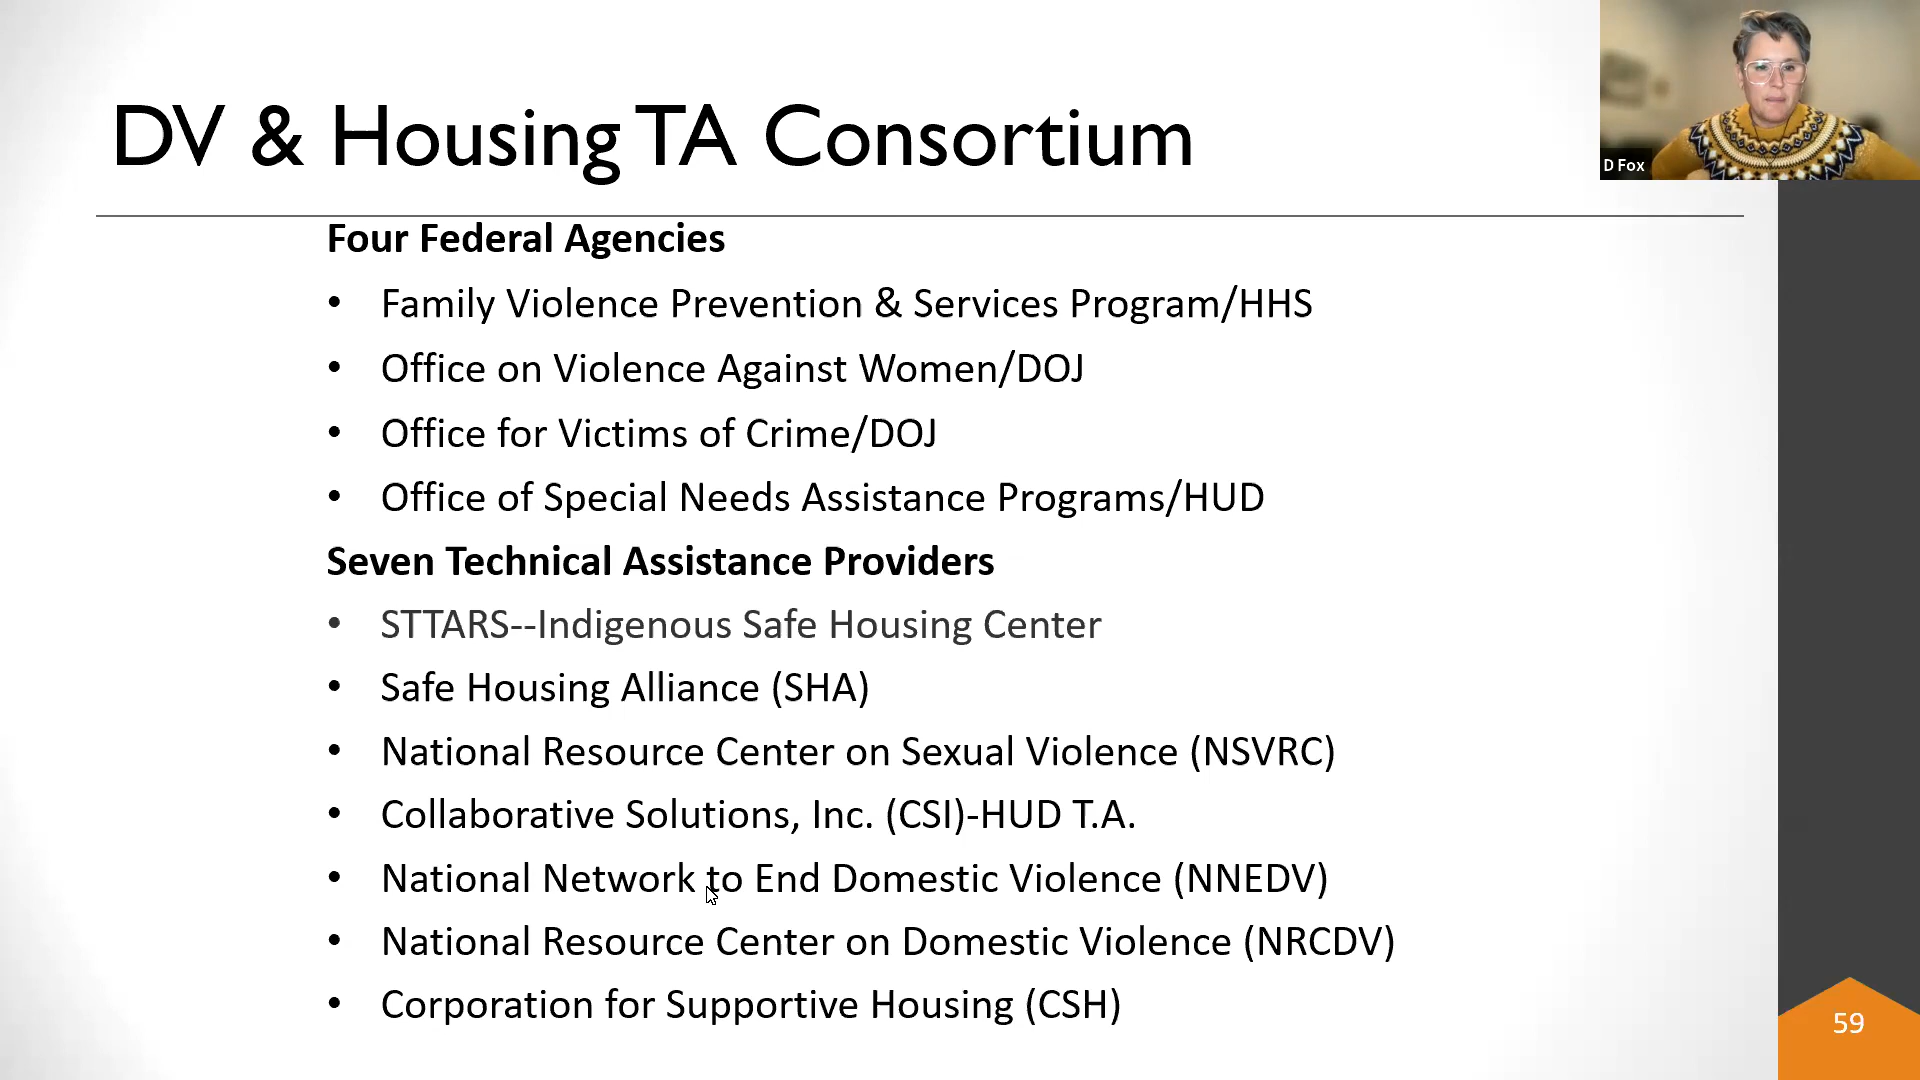 DV & Housing TA Consortium
D Fox
Four Federal Agencies
• Family Violence Prevention & Services Program/HHS
• Office on Violence Against Women/DOJ
• Office for Victims of Crime/DOJ
• Office of Special Needs Assistance Programs/HUD
Seven Technical Assistance Providers
• STTARS--Indigenous Safe Housing Center
• Safe Housing Alliance (SHA)
• National Resource Center on Sexual Violence (NSVRC)
• Collaborative Solutions, Inc. (CSI)-HUD T.A.
• National Network to End Domestic Violence (NNEDV)
• National Resource Center on Domestic Violence (NRCDV)
• Corporation for Supportive Housing (CSH)
59